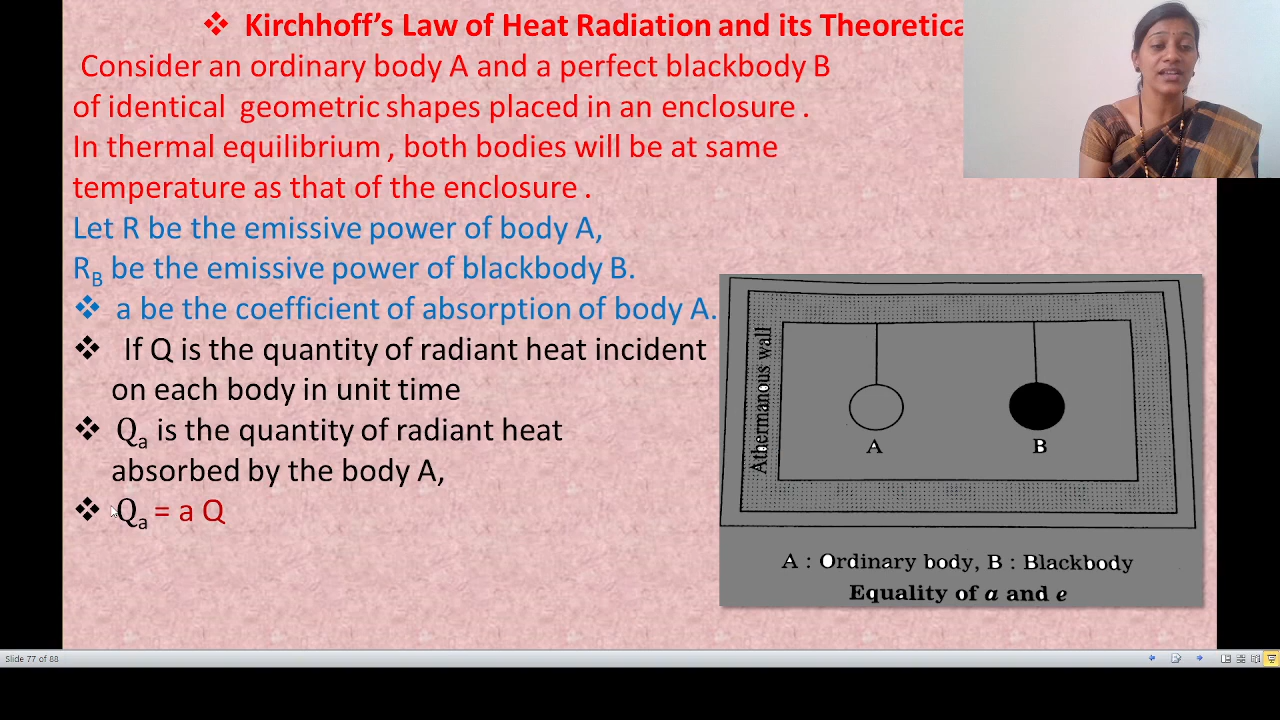 ❖ Kirchhoff's Law of Heat Radiation and its Theoretica
Consider an ordinary body A and a perfect blackbody B
of identical geometric shapes placed in an enclosure .
In thermal equilibrium , both bodies will be at same
temperature as that of the enclosure .
Let R be the emissive power of body A,
R_B be the emissive power of blackbody B.
❖ a be the coefficient of absorption of body A.
❖ If Q is the quantity of radiant heat incident
on each body in unit time
❖ Q_a is the quantity of radiant heat
absorbed by the body A,
❖ Q_a = a Q
Athermanous wall
A
B
A : Ordinary body, B : Blackbody
Equality of a and e
Slide 77 of 88